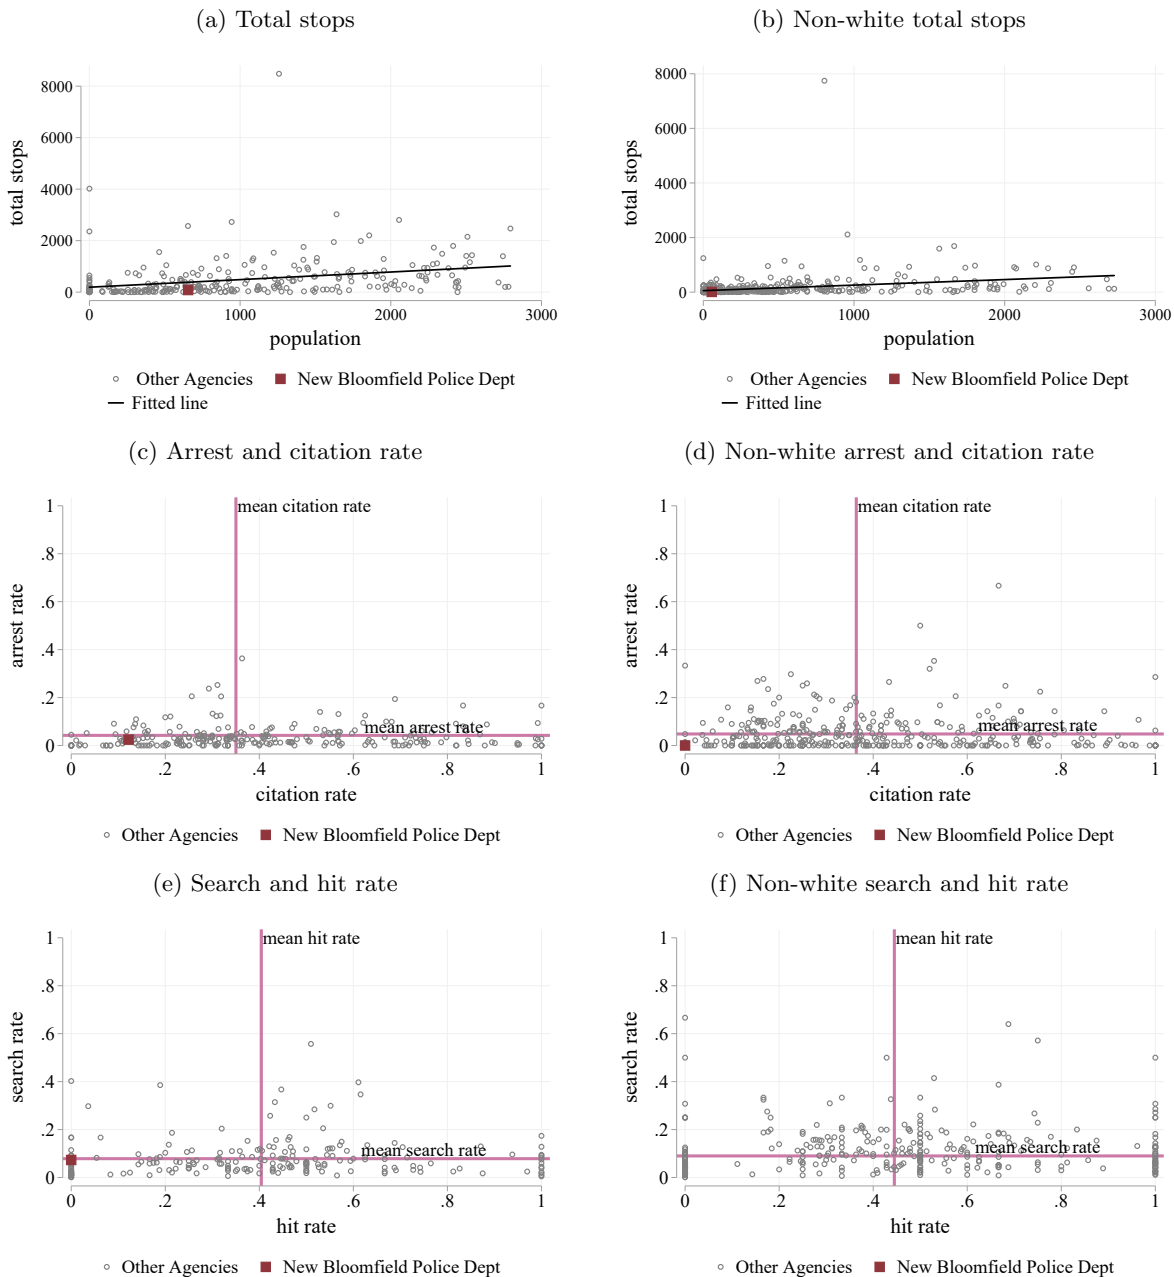 (a) Total stops
total stops
8000
6000
4000
2000
0
0 1000 2000 3000
population
Other Agencies New Bloomfield Police Dept
Fitted line
(b) Non-white total stops
total stops
8000
6000
4000
2000
0
0 1000 2000 3000
population
Other Agencies New Bloomfield Police Dept
Fitted line
(c) Arrest and citation rate
mean citation rate
mean arrest rate
arrest rate
1
.8
.6
.4
.2
0
0 .2 .4 .6 .8 1
citation rate
Other Agencies New Bloomfield Police Dept
(d) Non-white arrest and citation rate
mean citation rate
mean arrest rate
arrest rate
1
.8
.6
.4
.2
0
0 .2 .4 .6 .8 1
citation rate
Other Agencies New Bloomfield Police Dept
(e) Search and hit rate
mean hit rate
mean search rate
search rate
1
.8
.6
.4
.2
0
0 .2 .4 .6 .8 1
hit rate
Other Agencies New Bloomfield Police Dept
(f) Non-white search and hit rate
mean hit rate
mean search rate
search rate
1
.8
.6
.4
.2
0
0 .2 .4 .6 .8 1
hit rate
Other Agencies New Bloomfield Police Dept